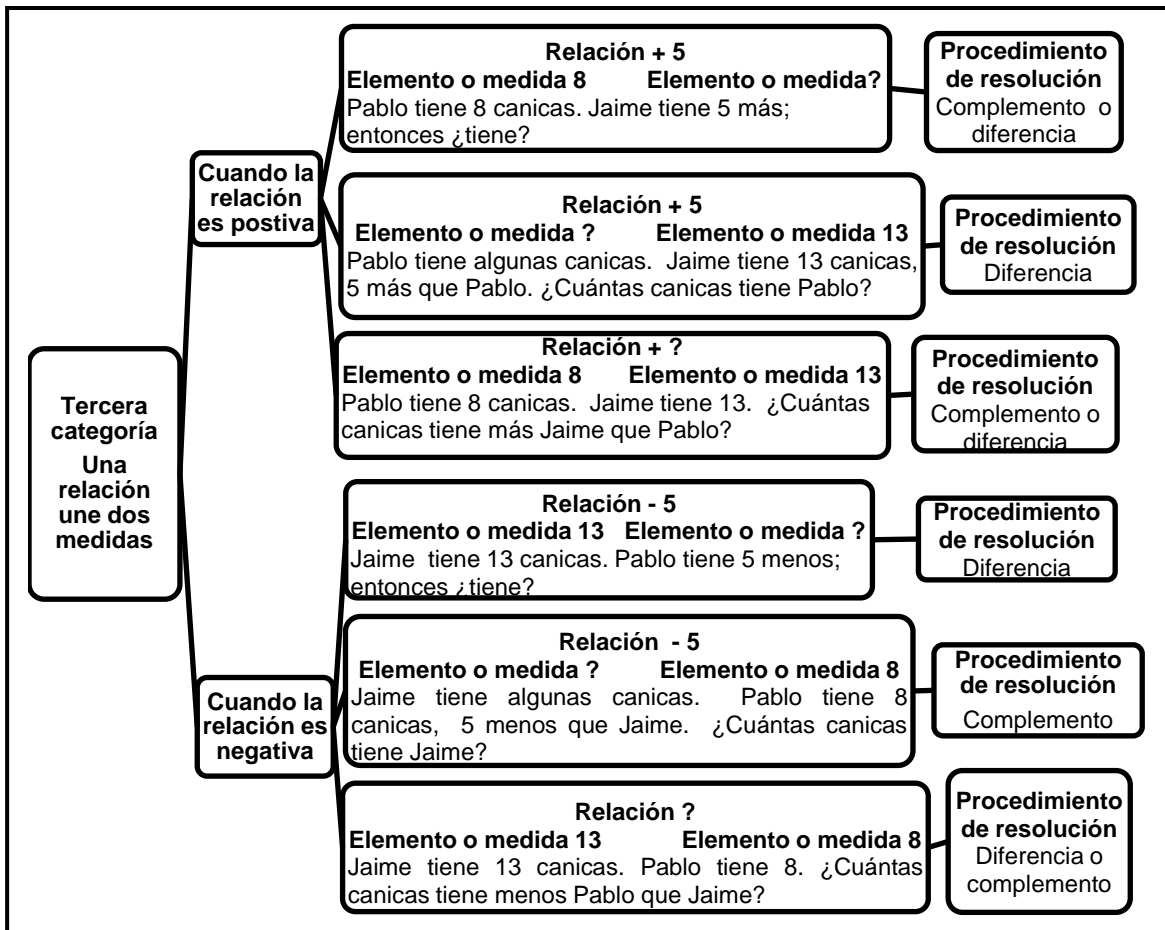 Tercera
categoría
Una
relación
une dos
medidas
Cuando la
relación
es postiva
Relación + 5
Elemento o medida 8 Elemento o medida?
Pablo tiene 8 canicas. Jaime tiene 5 más;
entonces ¿tiene?
Procedimiento
de resolución
Complemento o
diferencia
Relación + 5
Elemento o medida ? Elemento o medida 13
Pablo tiene algunas canicas. Jaime tiene 13 canicas,
5 más que Pablo. ¿Cuántas canicas tiene Pablo?
Procedimiento
de resolución
Diferencia
Relación + ?
Elemento o medida 8 Elemento o medida 13
Pablo tiene 8 canicas. Jaime tiene 13. ¿Cuántas
canicas tiene más Jaime que Pablo?
Procedimiento
de resolución
Complemento o
diferencia
Cuando la
relación es
negativa
Relación - 5
Elemento o medida 13 Elemento o medida ?
Jaime tiene 13 canicas. Pablo tiene 5 menos;
entonces ¿tiene?
Procedimiento
de resolución
Diferencia
Relación - 5
Elemento o medida ? Elemento o medida 8
Jaime tiene algunas canicas. Pablo tiene 8
canicas, 5 menos que Jaime. ¿Cuántas canicas
tiene Jaime?
Procedimiento
de resolución
Complemento
Relación ?
Elemento o medida 13 Elemento o medida 8
Jaime tiene 13 canicas. Pablo tiene 8. ¿Cuántas
canicas tiene menos Pablo que Jaime?
Procedimiento
de resolución
Diferencia o
complemento